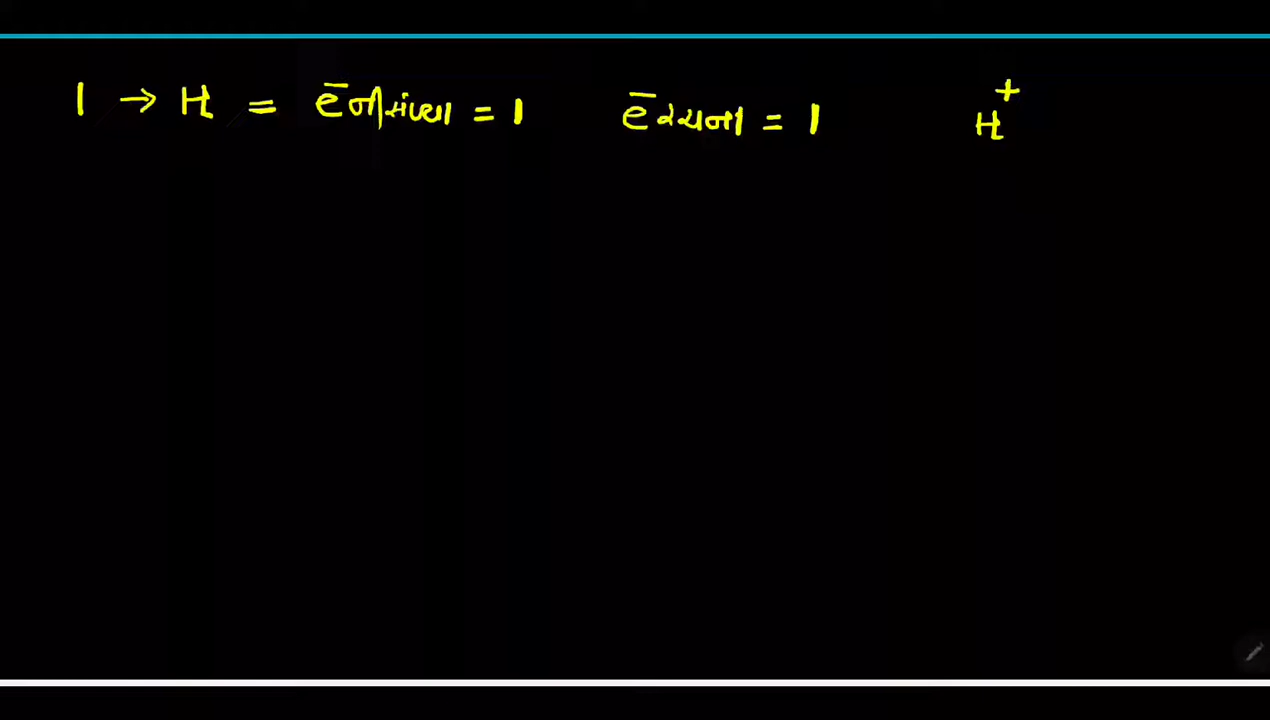 1 → H = e̅ની સંખ્યા = 1 e̅રચના = 1 H⁺